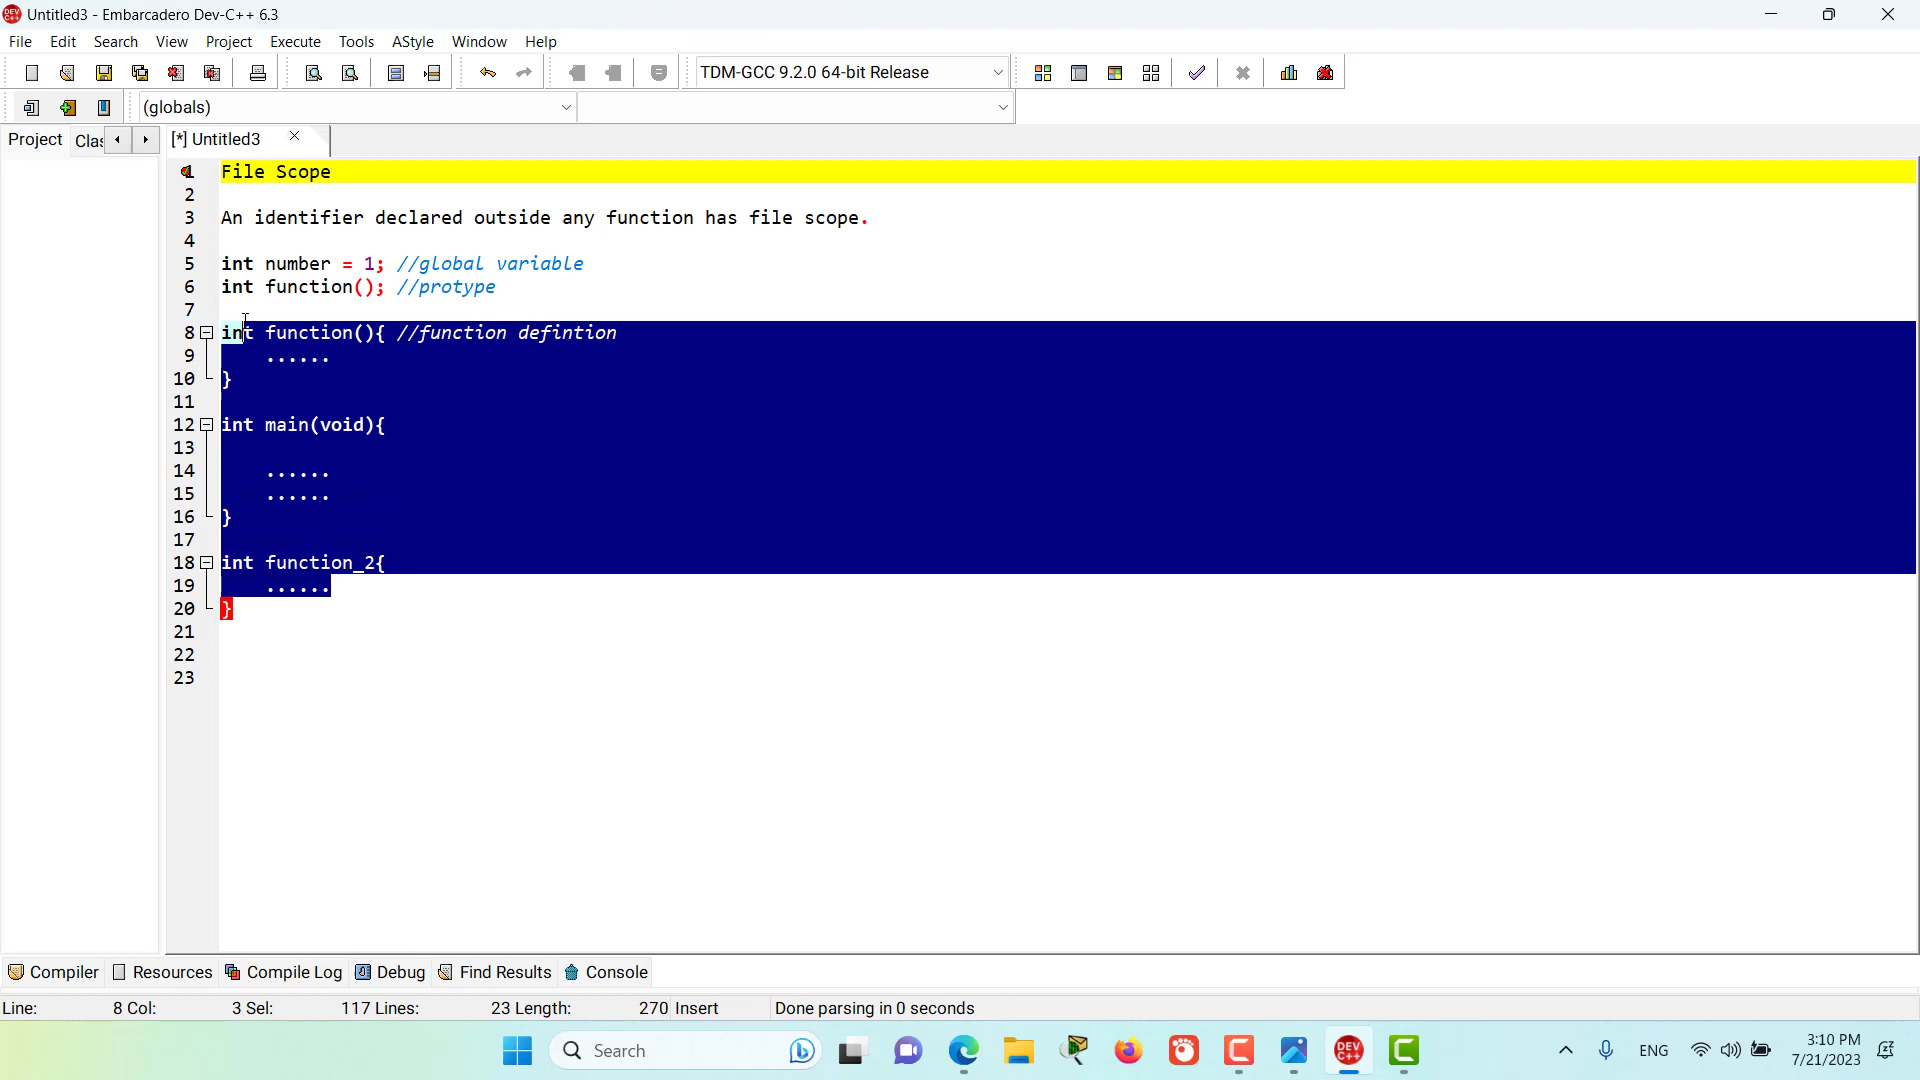 Untitled3 - Embarcadero Dev-C++ 6.3
File Edit Search View Project Execute Tools AStyle Window Help
TDM-GCC 9.2.0 64-bit Release
(globals)
Project Clas [*] Untitled3
1 File Scope
2
3 An identifier declared outside any function has file scope.
4
5 int number = 1; //global variable
6 int function(); //protype
7
8 int function(){ //function defintion
9 ......
10 }
11
12 int main(void){
13
14 ......
15 ......
16 }
17
18 int function_2{
19 ......
20 }
21
22
23
Compiler Resources Compile Log Debug Find Results Console
Line: 8 Col: 3 Sel: 117 Lines: 23 Length: 270 Insert Done parsing in 0 seconds
Search ENG 3:10 PM
7/21/2023